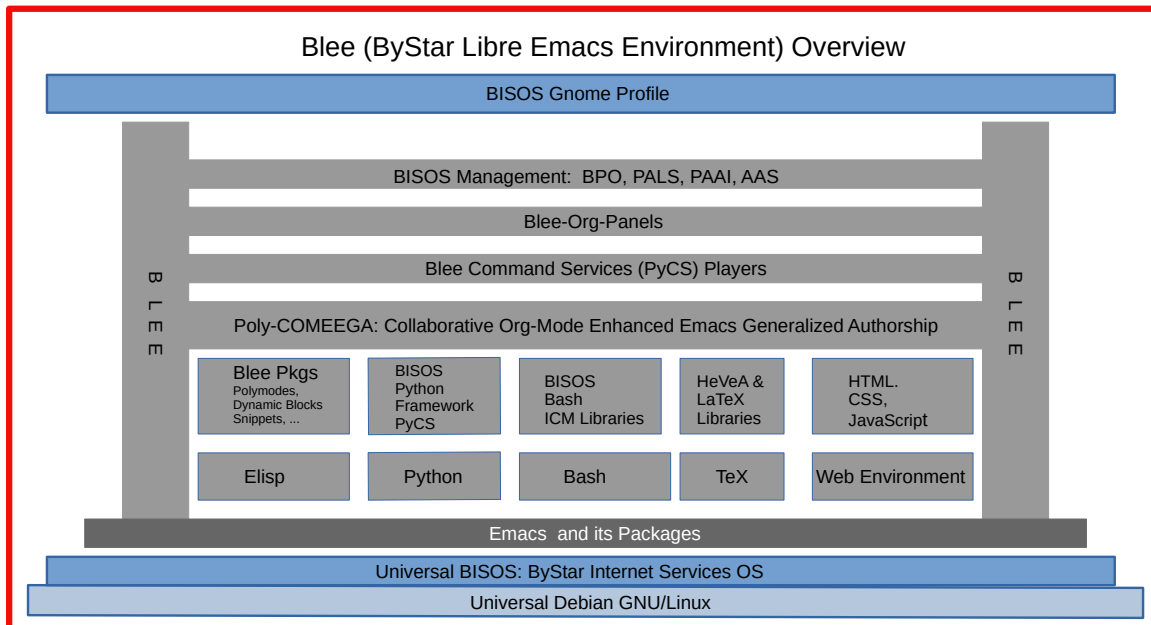 Blee (ByStar Libre Emacs Environment) Overview
BISOS Gnome Profile
BISOS Management:  BPO, PALS, PAAI, AAS
Blee-Org-Panels
Blee Command Services (PyCS) Players
B
L
E
E
B
L
E
E
Poly-COMEEGA: Collaborative Org-Mode Enhanced Emacs Generalized Authorship
Blee Pkgs
Polymodes,
Dynamic Blocks
Snippets, ...
BISOS
Python
Framework
PyCS
BISOS
Bash
ICM Libraries
HeVeA &
LaTeX
Libraries
HTML.
CSS,
JavaScript
Elisp
Python
Bash
TeX
Web Environment
Emacs  and its Packages
Universal BISOS: ByStar Internet Services OS
Universal Debian GNU/Linux